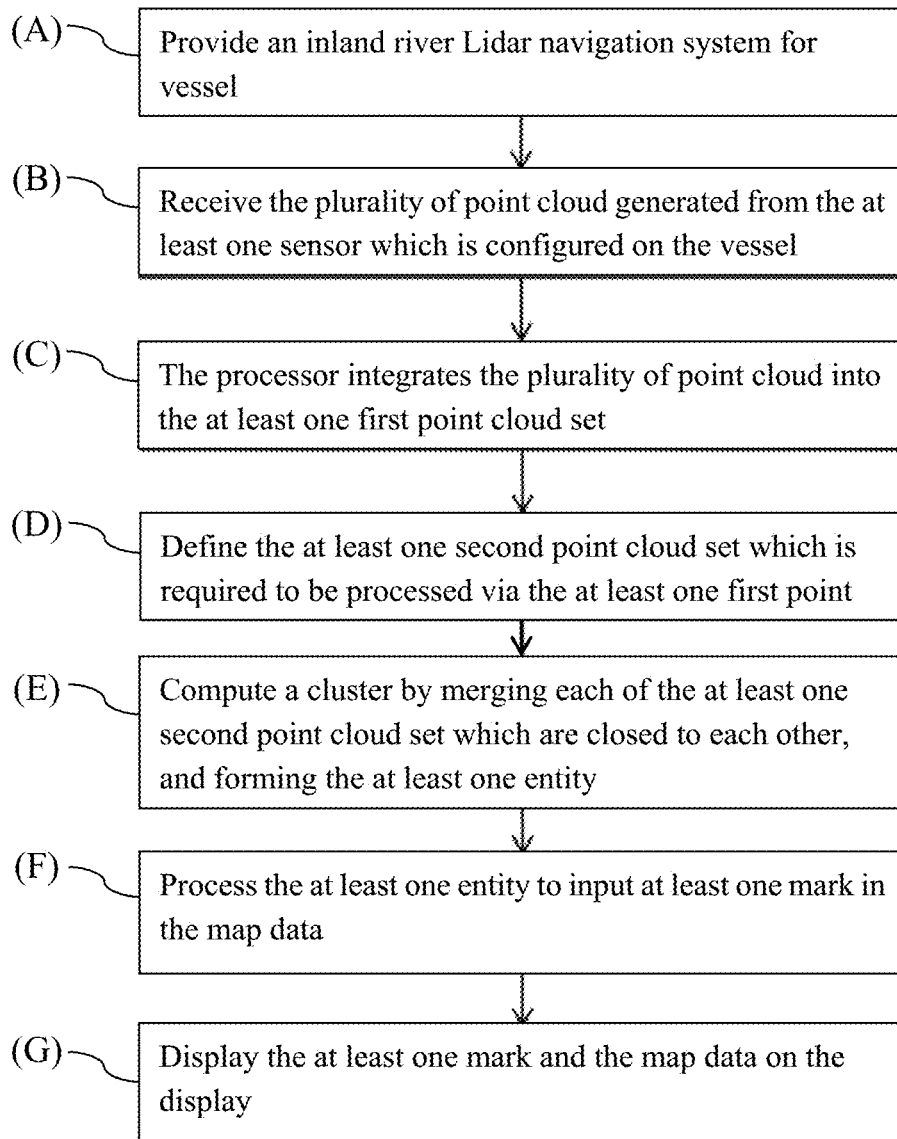 (A)
Provide an inland river Lidar navigation system for
vessel
(B)
Receive the plurality of point cloud generated from the at
least one sensor which is configured on the vessel
(C)
The processor integrates the plurality of point cloud into
the at least one first point cloud set
(D)
Define the at least one second point cloud set which is
required to be processed via the at least one first point
(E)
Compute a cluster by merging each of the at least one
second point cloud set which are closed to each other,
and forming the at least one entity
(F)
Process the at least one entity to input at least one mark in
the map data
(G)
Display the at least one mark and the map data on the
display